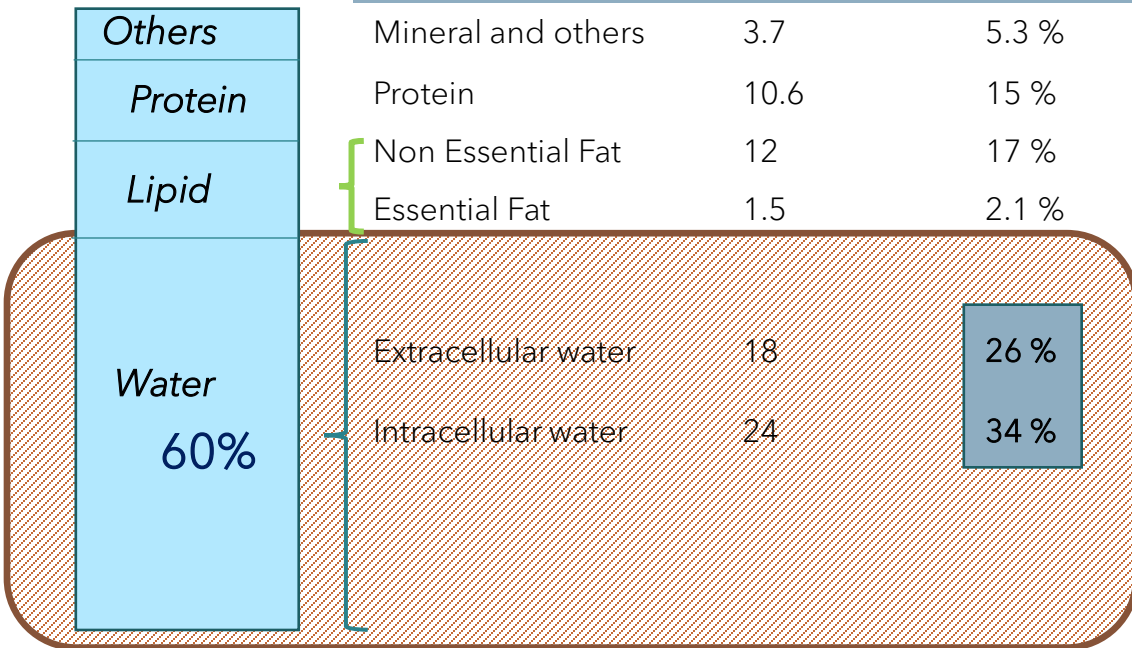 Others
Protein
Lipid
Water
60%
Mineral and others 3.7 5.3 %
Protein 10.6 15 %
Non Essential Fat 12 17 %
Essential Fat 1.5 2.1 %
Extracellular water 18 26 %
Intracellular water 24 34 %